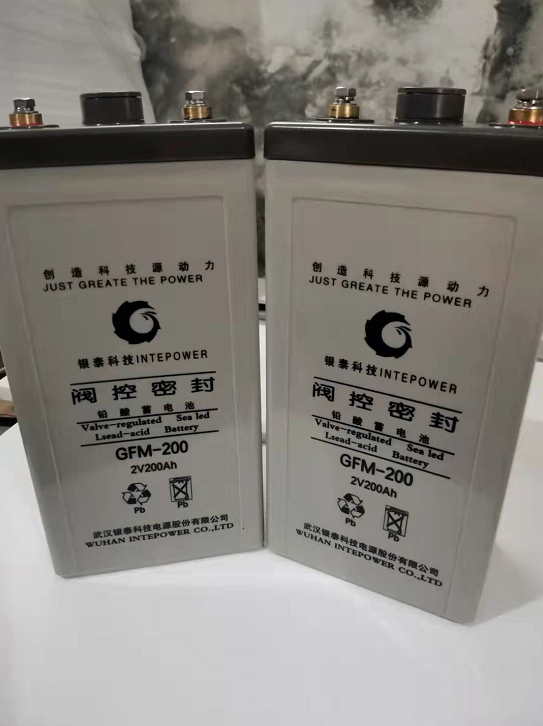 创造科技源动力
JUST GREATE THE POWER
银泰科技INTEPOWER
阀控密封
铅酸蓄电池
Valve-regulated Sea led
Lsead-acid Battery
GFM-200
2V200Ah
Pb Pb
武汉银泰科技电源股份有限公司
WUHAN INTEPOWER CO.,LTD
创造科技源动力
JUST GREATE THE POWER
银泰科技INTEPOWER
阀控密封
铅酸蓄电池
Valve-regulated Sea led
Lsead-acid Battery
GFM-200
2V200Ah
Pb Pb
武汉银泰科技电源股份有限公司
WUHAN INTEPOWER CO.,LTD